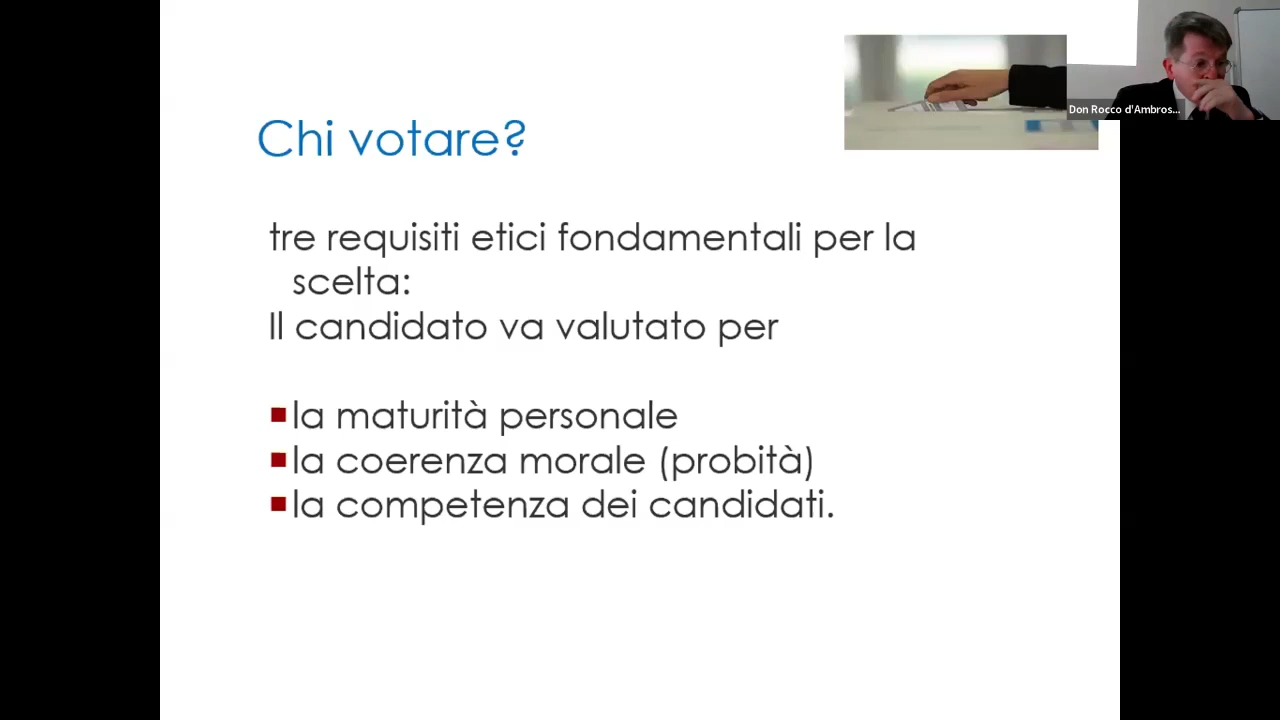 Don Rocco d'Ambros...
Chi votare?
tre requisiti etici fondamentali per la
scelta:
Il candidato va valutato per
la maturità personale
la coerenza morale (probità)
la competenza dei candidati.